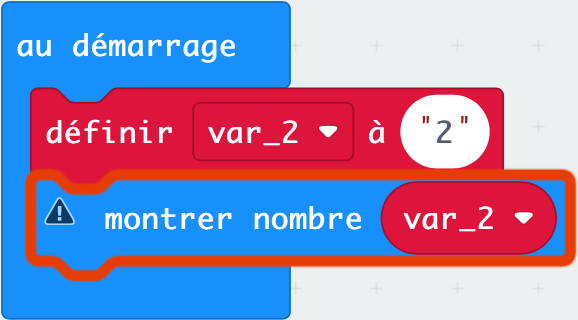 au démarrage
définir var_2 à "2"
montrer nombre var_2